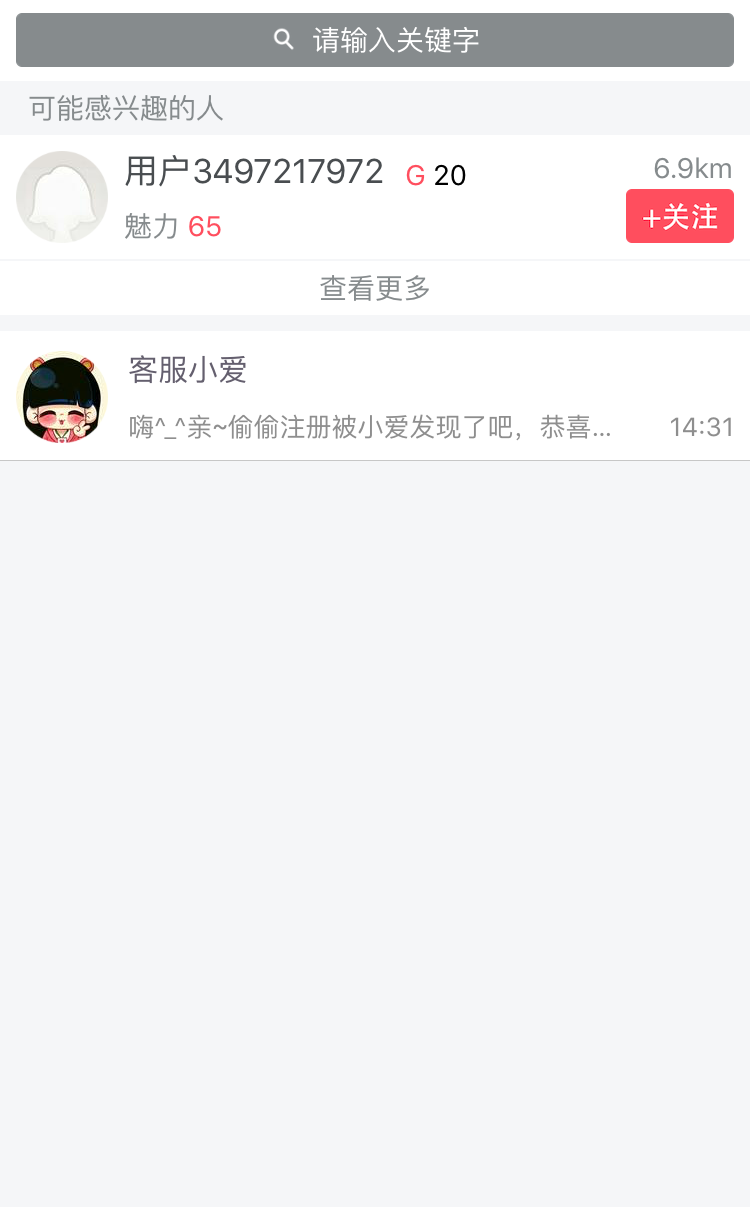 请输入关键字
可能感兴趣的人
用户3497217972 G 20 6.9km
魅力 65 +关注
查看更多
客服小爱
嗨^_^亲~偷偷注册被小爱发现了吧，恭喜... 14:31